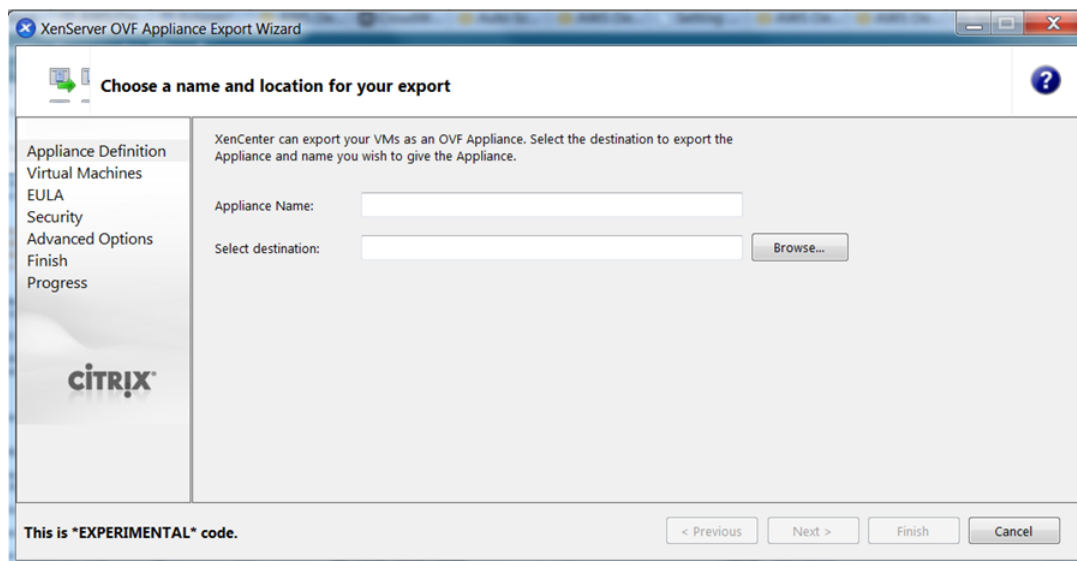 XenServer OVF Appliance Export Wizard
Choose a name and location for your export
?
Appliance Definition
Virtual Machines
EULA
Security
Advanced Options
Finish
Progress
CiTRIX
XenCenter can export your VMs as an OVF Appliance. Select the destination to export the
Appliance and name you wish to give the Appliance.
Appliance Name:
Select destination:
Browse...
This is *EXPERIMENTAL* code.
< Previous
Next >
Finish
Cancel